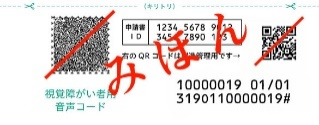 (キリトリ)
申請書 ID 1234 5678 9012
345 7890 123
右のQRコードは 管理用です→
みほん
視覚障がい者用
音声コード
10000019 01/01
3190110000019#